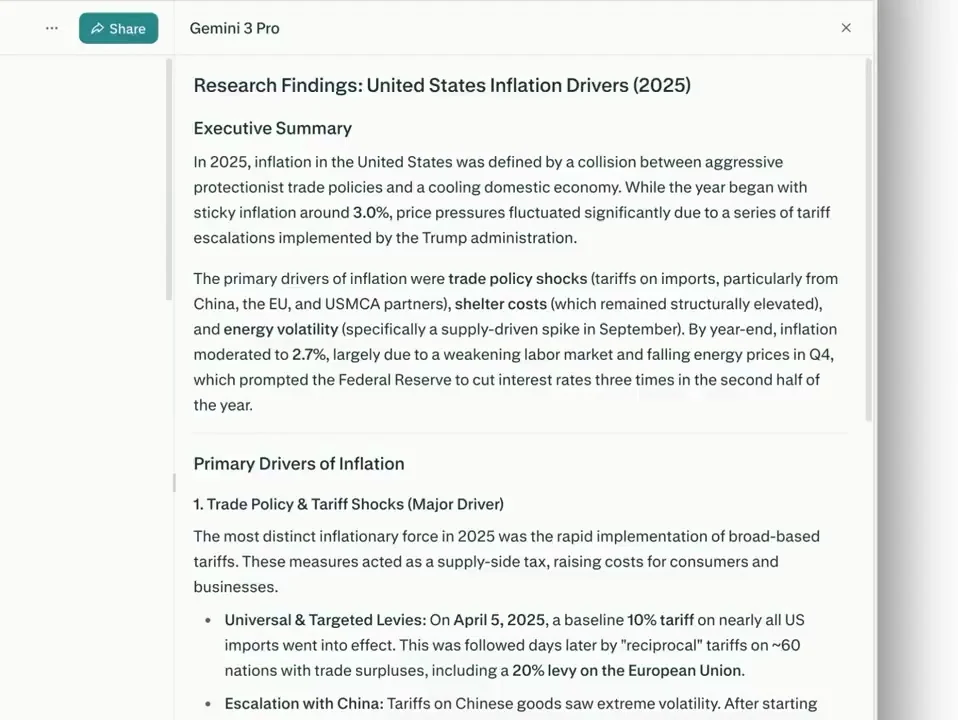 Share
Gemini 3 Pro
Research Findings: United States Inflation Drivers (2025)
Executive Summary
In 2025, inflation in the United States was defined by a collision between aggressive
protectionist trade policies and a cooling domestic economy. While the year began with
sticky inflation around 3.0%, price pressures fluctuated significantly due to a series of tariff
escalations implemented by the Trump administration.
The primary drivers of inflation were trade policy shocks (tariffs on imports, particularly from
China, the EU, and USMCA partners), shelter costs (which remained structurally elevated),
and energy volatility (specifically a supply-driven spike in September). By year-end, inflation
moderated to 2.7%, largely due to a weakening labor market and falling energy prices in Q4,
which prompted the Federal Reserve to cut interest rates three times in the second half of
the year.
Primary Drivers of Inflation
1. Trade Policy & Tariff Shocks (Major Driver)
The most distinct inflationary force in 2025 was the rapid implementation of broad-based
tariffs. These measures acted as a supply-side tax, raising costs for consumers and
businesses.
• Universal & Targeted Levies: On April 5, 2025, a baseline 10% tariff on nearly all US
imports went into effect. This was followed days later by "reciprocal" tariffs on ~60
nations with trade surpluses, including a 20% levy on the European Union.
• Escalation with China: Tariffs on Chinese goods saw extreme volatility. After starting